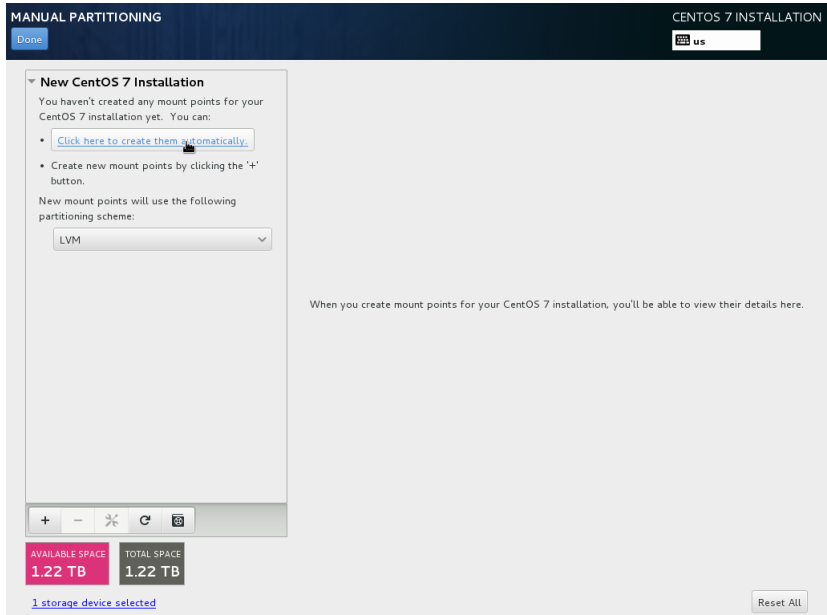 MANUAL PARTITIONING
CENTOS 7 INSTALLATION
Done
us
New CentOS 7 Installation
You haven't created any mount points for your
CentOS 7 installation yet. You can:
• Click here to create them automatically.
• Create new mount points by clicking the '+'
button.
New mount points will use the following
partitioning scheme:
LVM
When you create mount points for your CentOS 7 installation, you'll be able to view their details here.
+ −
AVAILABLE SPACE
1.22 TB
TOTAL SPACE
1.22 TB
1 storage device selected
Reset All